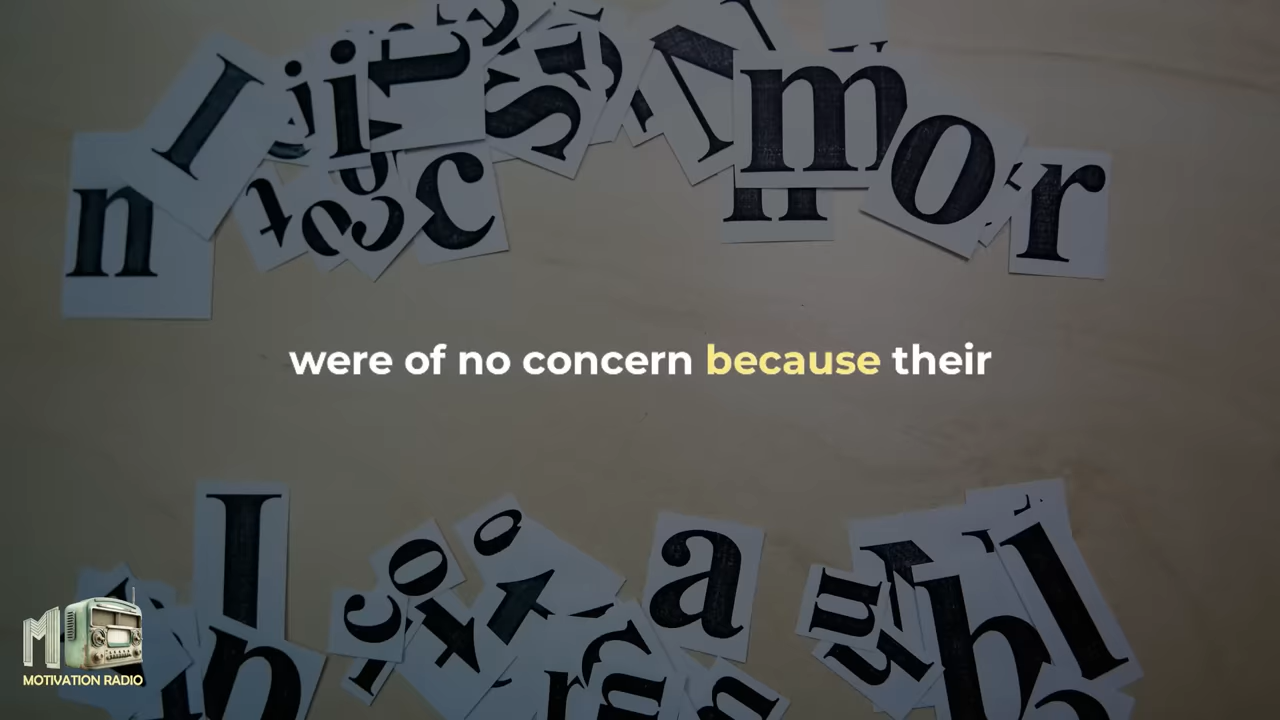 I i t s m
n t c o r
were of no concern because their
I o o a u h l
c t u
h r m n
M
MOTIVATION RADIO